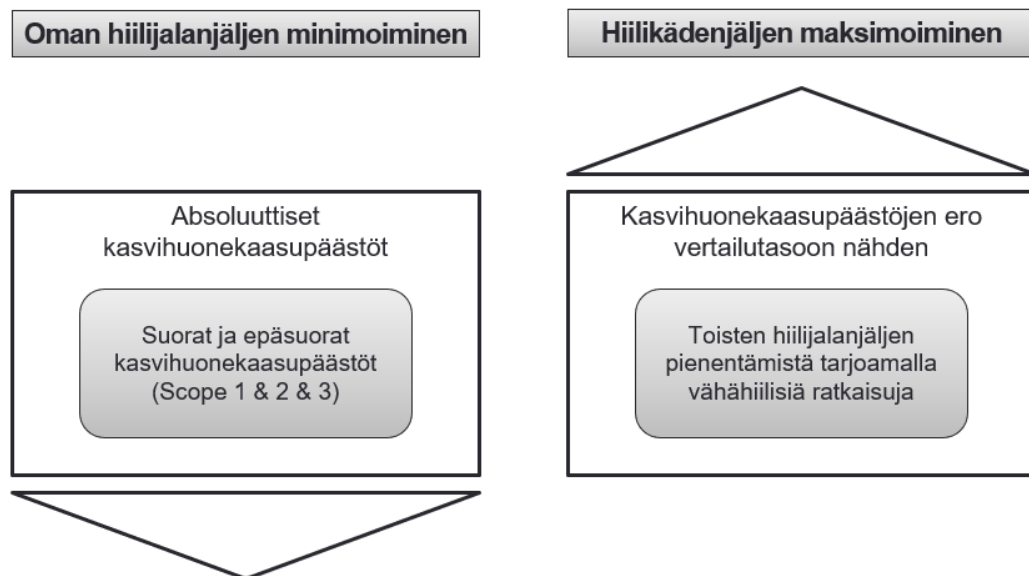 Oman hiilijalanjäljen minimoiminen
Absoluuttiset
kasvihuonekaasupäästöt
Suorat ja epäsuorat
kasvihuonekaasupäästöt
(Scope 1 & 2 & 3)
Hiilikädenjäljen maksimoiminen
Kasvihuonekaasupäästöjen ero
vertailutasoon nähden
Toisten hiilijalanjäljen
pienentämistä tarjoamalla
vähähiilisiä ratkaisuja